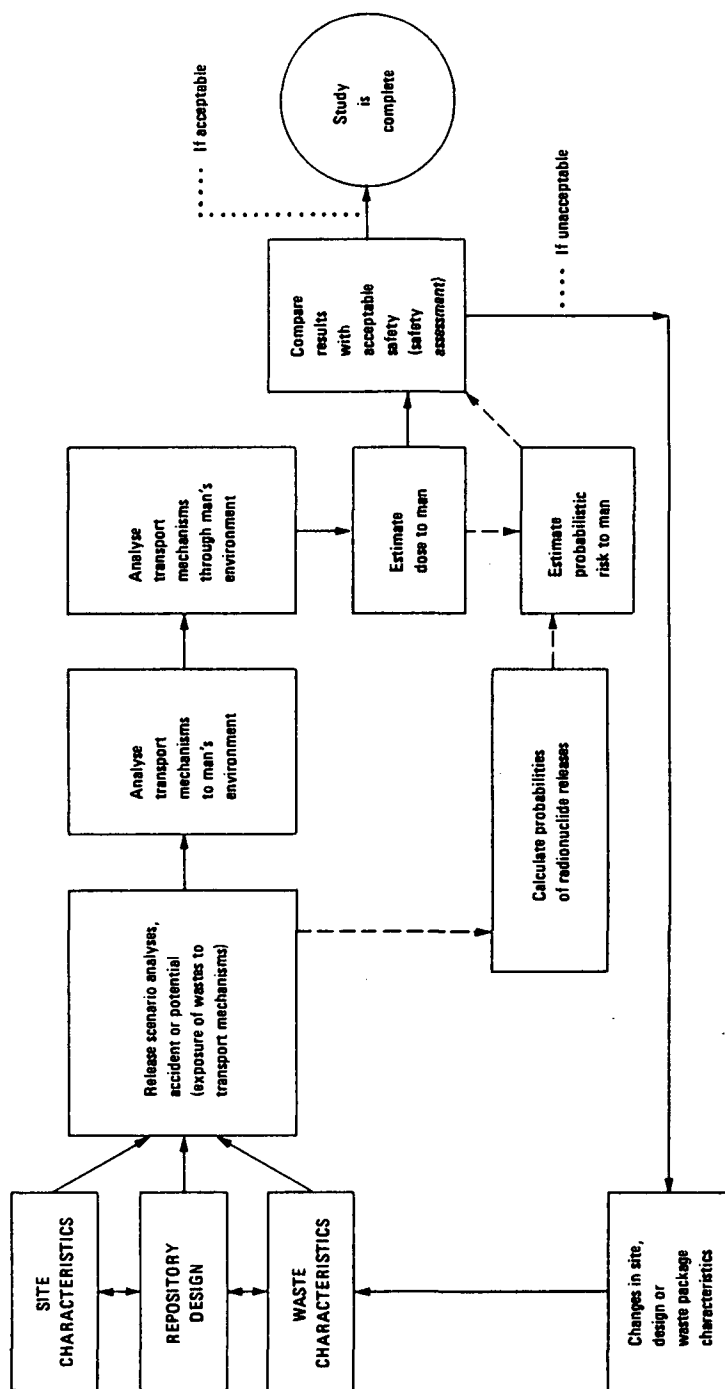 SITE
CHARACTERISTICS
REPOSITORY
DESIGN
WASTE
CHARACTERISTICS
Release scenario analyses,
accident or potential
(exposure of wastes to
transport mechanisms)
Analyse
transport
mechanisms
to man's
environment
Analyse
transport
mechanisms
through man's
environment
Estimate
dose to man
Calculate probabilities
of radionuclide releases
Estimate
probabilistic
risk to man
Compare
results
with
acceptable
safety
(safety
assessment)
If acceptable
Study
is
complete
If unacceptable
Changes in site,
design or
waste package
characteristics